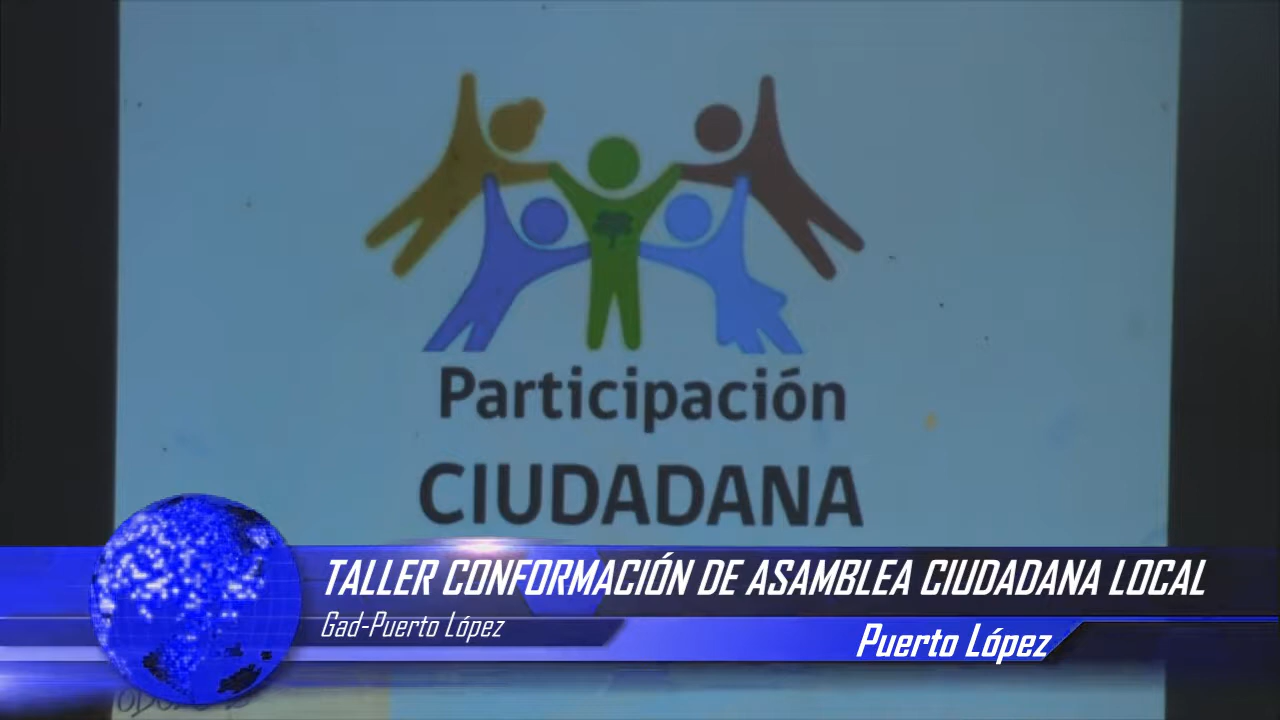 Participación
CIUDADANA
TALLER CONFORMACIÓN DE ASAMBLEA CIUDADANA LOCAL
Gad-Puerto López
Puerto López